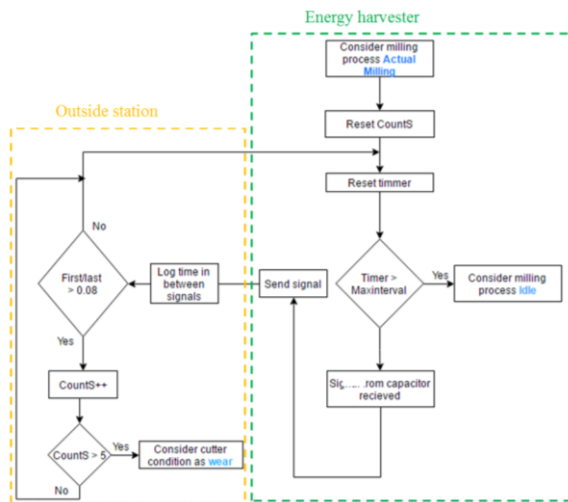 Energy harvester
Consider milling
process Actual
Milling
Outside station
Reset CountS
Reset timmer
No
First/last
> 0.08
Log time in
between
signals
Send signal
Timer >
Maxinterval
Yes
Consider milling
process Idle
Yes
CountS++
rom capacitor
recieved
CountS > 5
Yes
Consider cutter
condition as wear
No